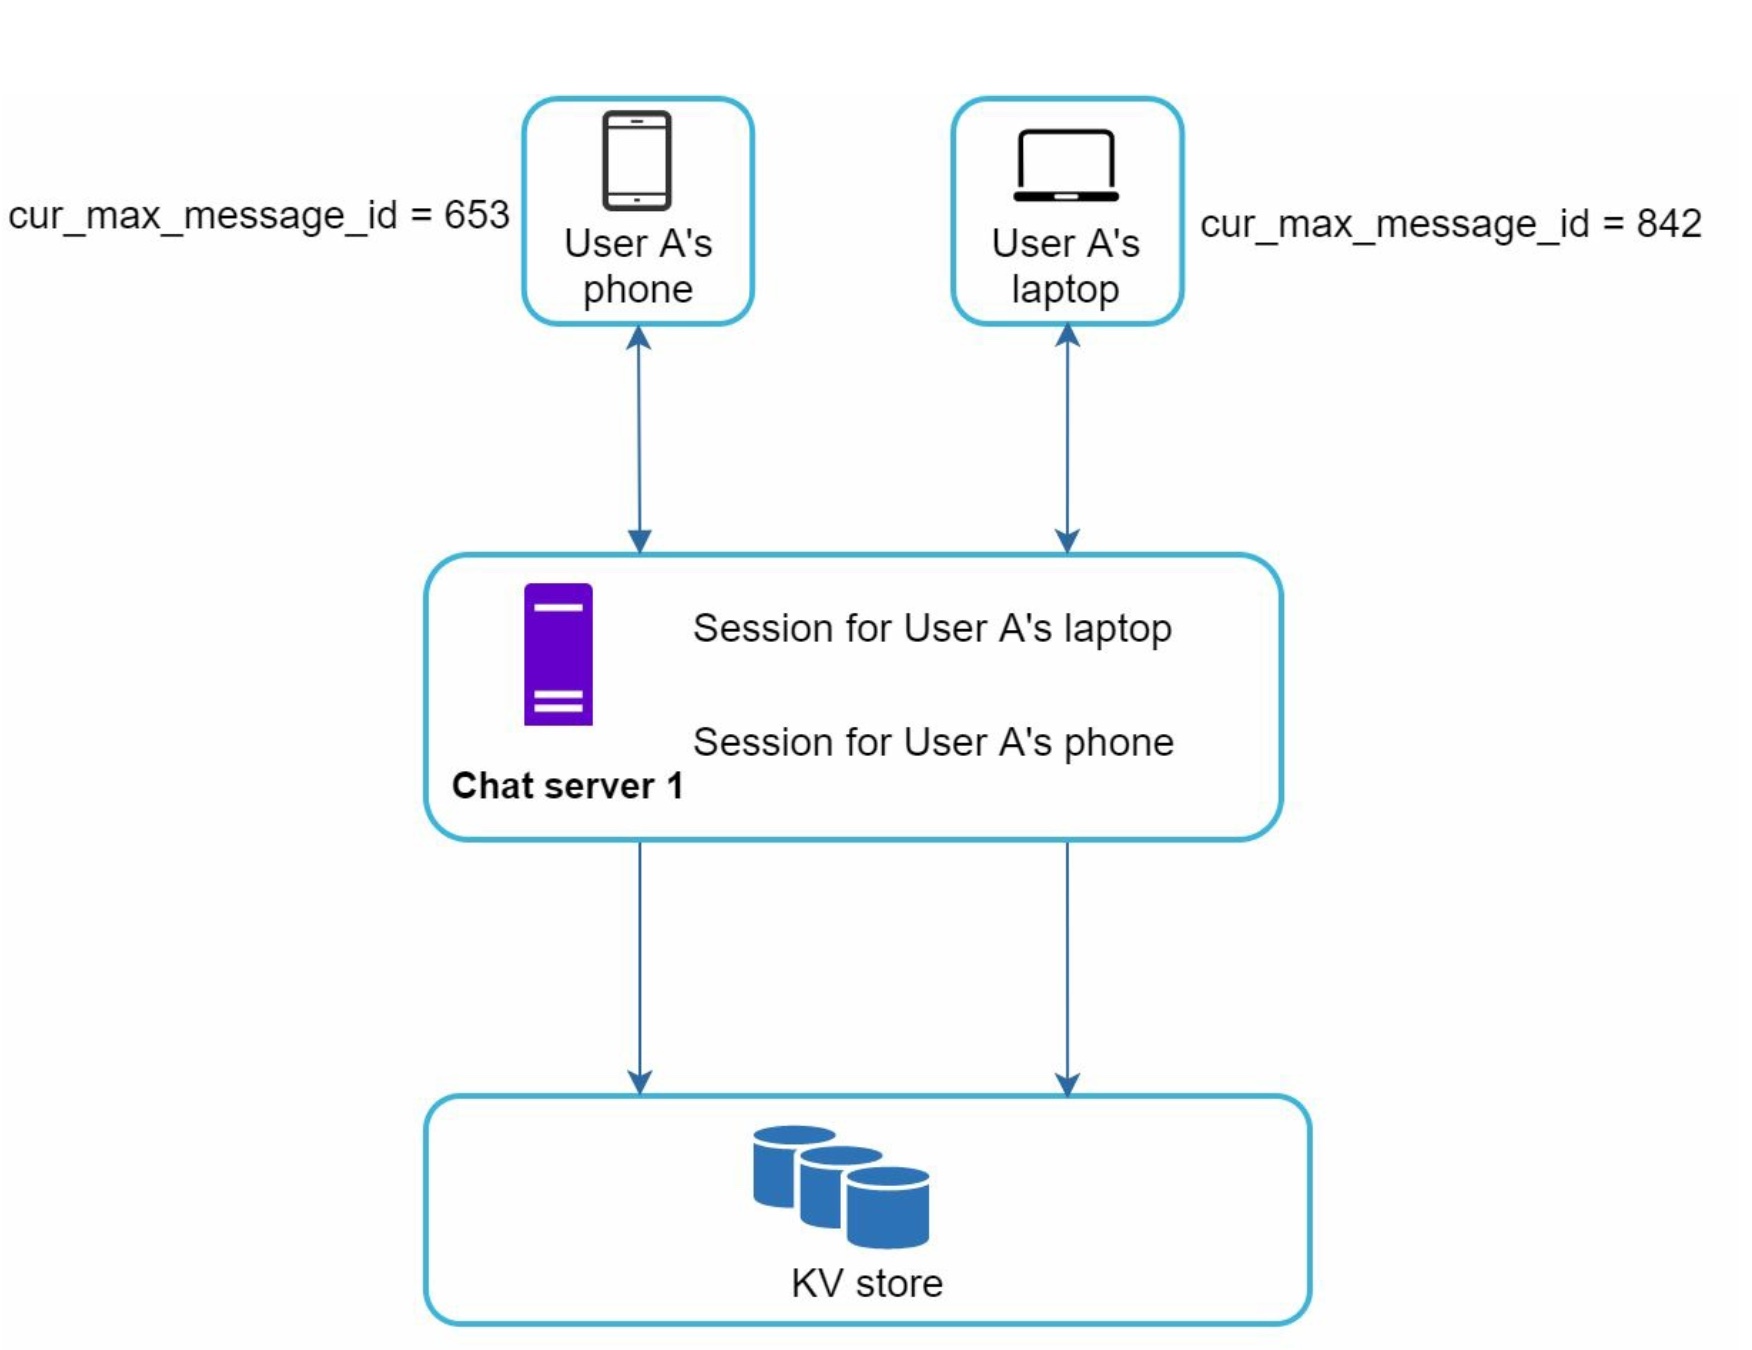 cur_max_message_id = 653
User A's
phone
User A's
laptop
cur_max_message_id = 842
Session for User A's laptop
Session for User A's phone
Chat server 1
KV store